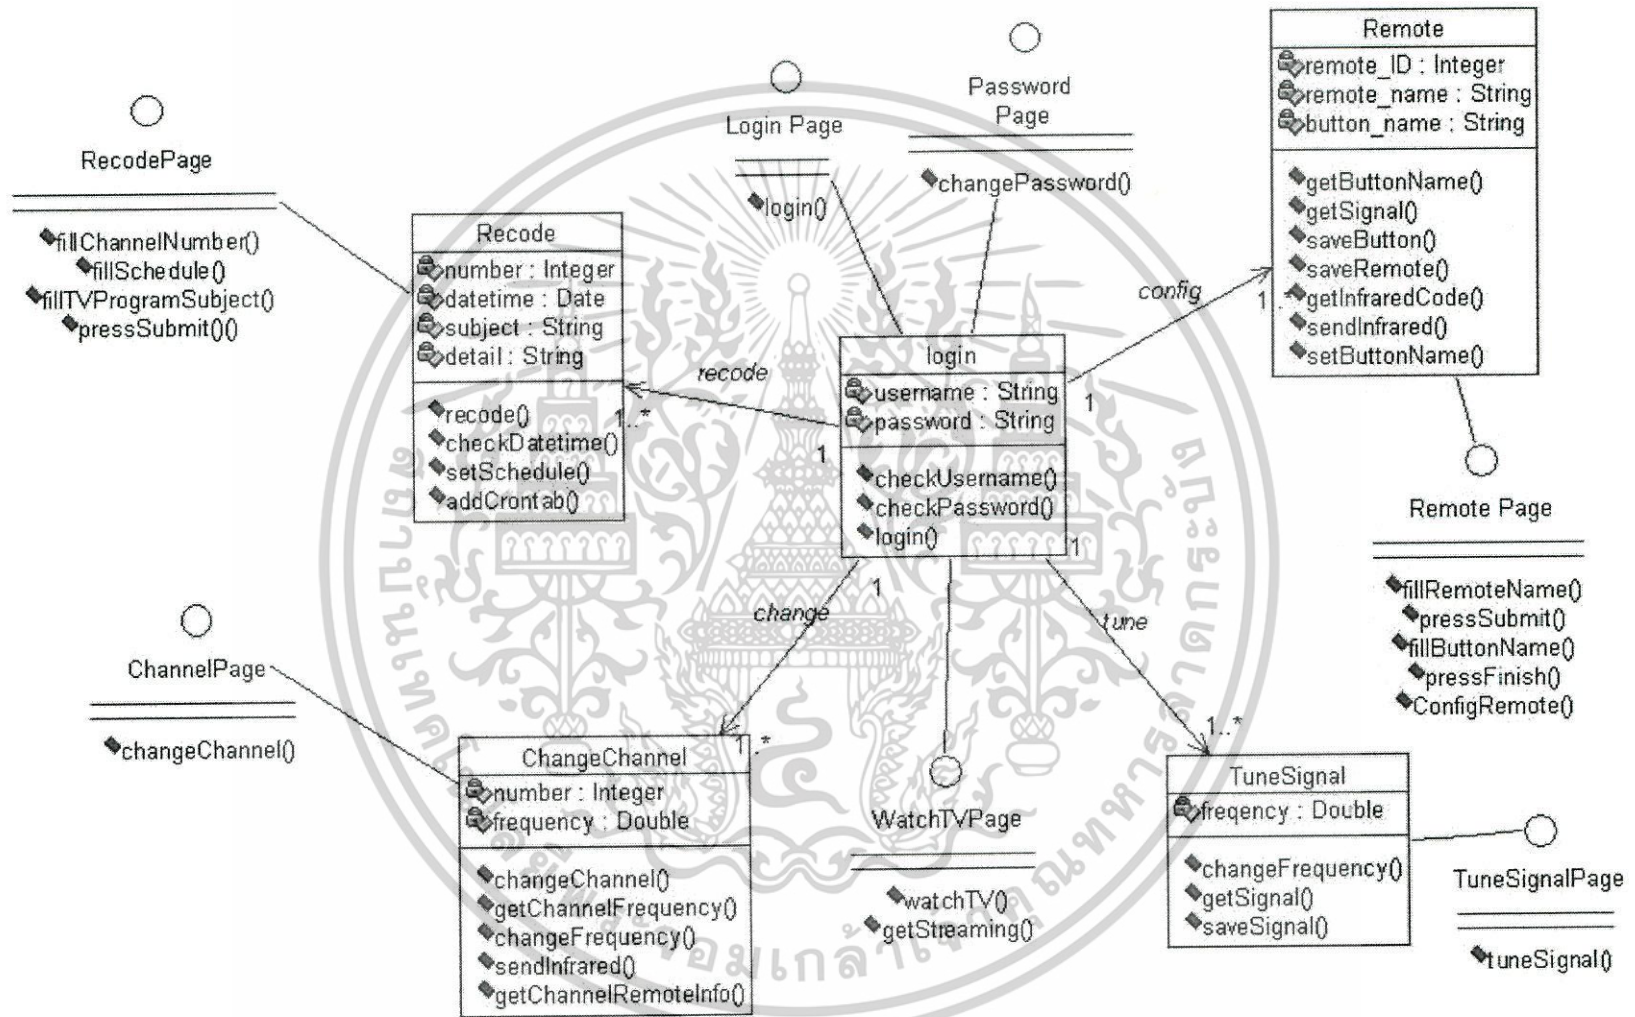 RecodePage
fillChannelNumber()
fillSchedule()
fillTVProgramSubject()
pressSubmit()()
Recode
number : Integer
datetime : Date
subject : String
detail : String
recode()
checkDatetime()
setSchedule()
addCrontab()
Login Page
login()
Password
Page
changePassword()
Remote
remote_ID : Integer
remote_name : String
button_name : String
getButtonName()
getSignal()
saveButton()
saveRemote()
getInfraredCode()
sendInfrared()
setButtonName()
config
1..*
1
recode
1..*
1
login
username : String
password : String
checkUsername()
checkPassword()
login()
1
change
1
1..*
tune
1..*
Remote Page
fillRemoteName()
pressSubmit()
fillButtonName()
pressFinish()
ConfigRemote()
ChannelPage
changeChannel()
ChangeChannel
number : Integer
frequency : Double
changeChannel()
getChannelFrequency()
changeFrequency()
sendInfrared()
getChannelRemoteInfo()
WatchTVPage
watchTV()
getStreaming()
TuneSignal
freqency : Double
changeFrequency()
getSignal()
saveSignal()
TuneSignalPage
tuneSignal()